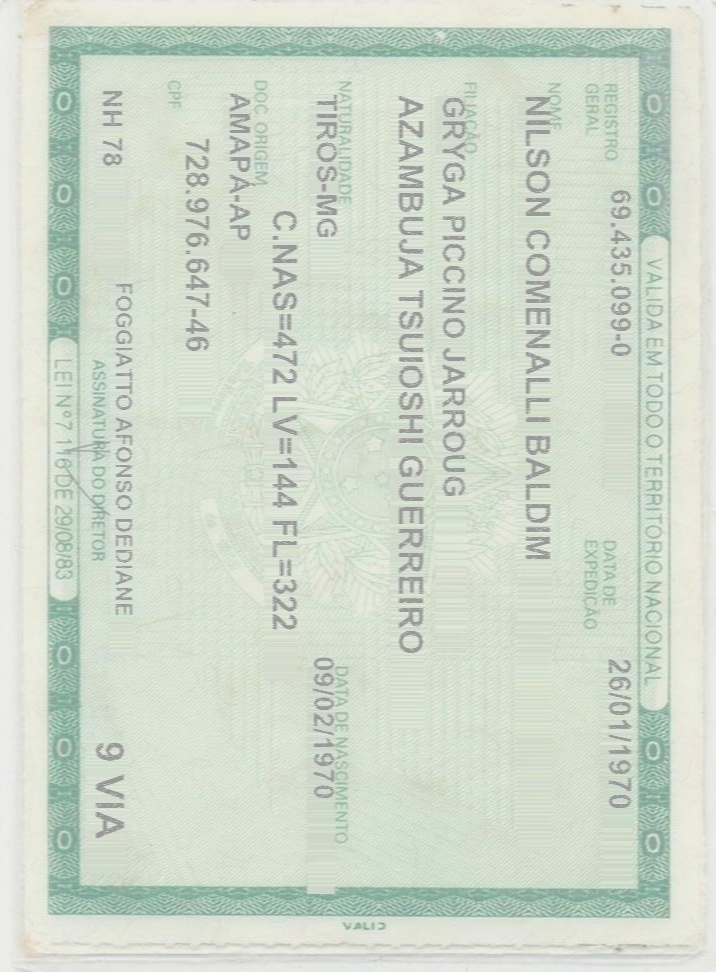 VALIDA EM TODO O TERRITÓRIO NACIONAL
REGISTRO GERAL 69.435.099-0 DATA DE EXPEDIÇÃO 26/01/1970
NOME
NILSON COMENALLI BALDIM
FILIAÇÃO
GRYGA PICCINO JARROUG
AZAMBUJA TSUIOSHI GUERREIRO
NATURALIDADE DATA DE NASCIMENTO
TIROS-MG 09/02/1970
DOC. ORIGEM C.NAS=472 LV=144 FL=322
AMAPÁ-AP
CPF 728.976.647-46
NH 78 FOGGIATTO AFONSO DEDIANE 9 VIA
ASSINATURA DO DIRETOR
LEI Nº 7.116 DE 29/08/83
VALID